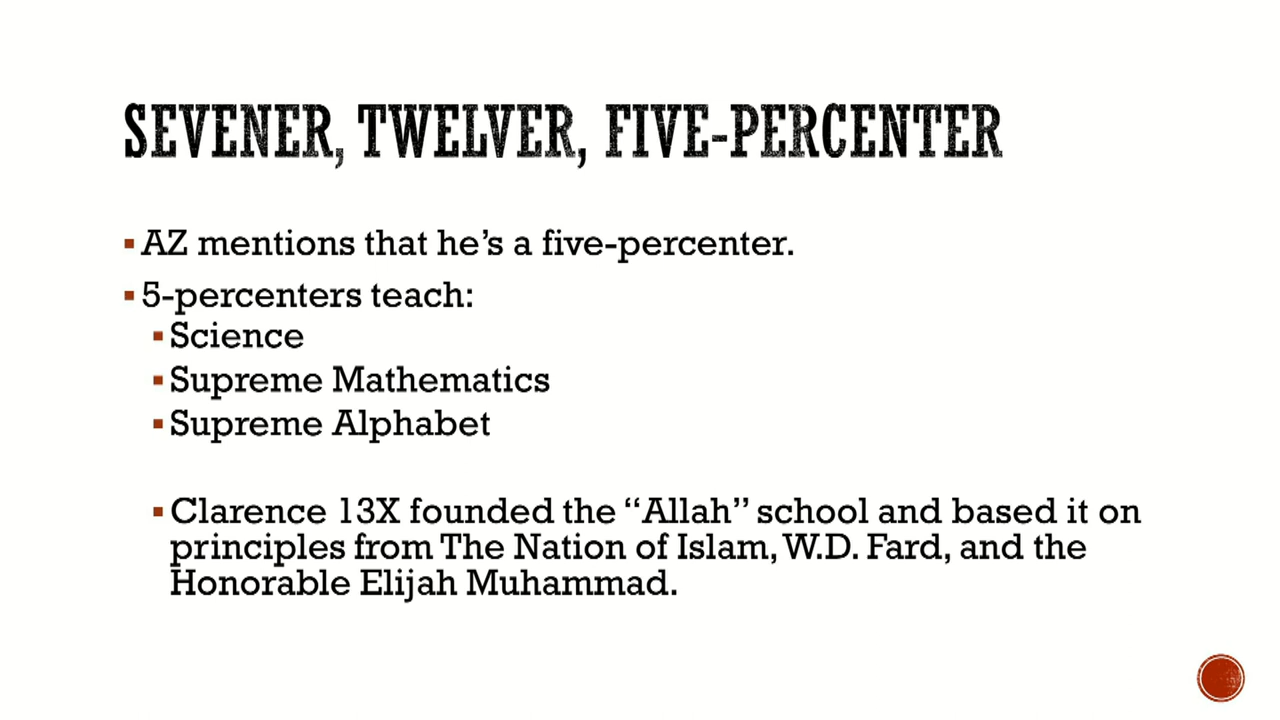 SEVENER, TWELVER, FIVE-PERCENTER
▪ AZ mentions that he’s a five-percenter.
▪ 5-percenters teach:
▪ Science
▪ Supreme Mathematics
▪ Supreme Alphabet
▪ Clarence 13X founded the “Allah” school and based it on
principles from The Nation of Islam, W.D. Fard, and the
Honorable Elijah Muhammad.